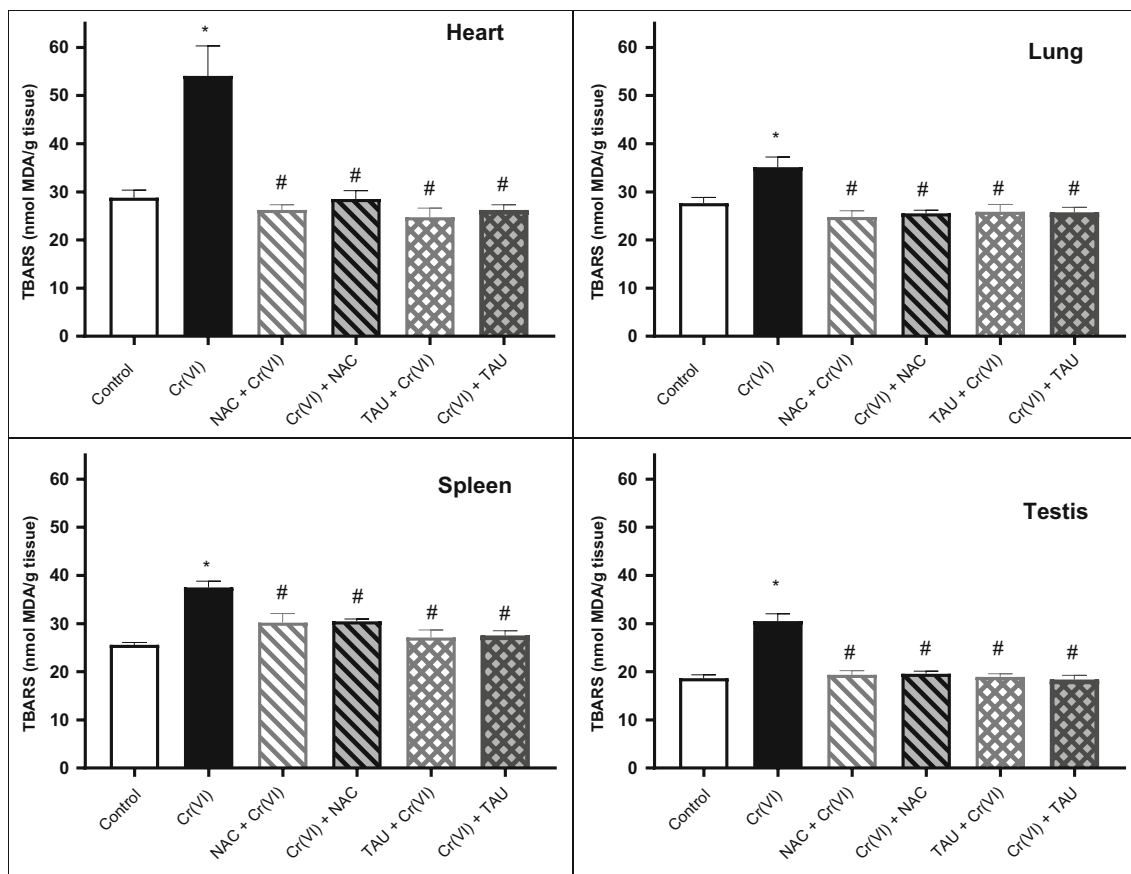 Heart
TBARS (nmol MDA/g tissue)
60
50
40
30
20
10
0
*
#
#
#
#
Control
Cr(VI)
NAC + Cr(VI)
Cr(VI) + NAC
TAU + Cr(VI)
Cr(VI) + TAU
Lung
TBARS (nmol MDA/g tissue)
60
50
40
30
20
10
0
*
#
#
#
#
Control
Cr(VI)
NAC + Cr(VI)
Cr(VI) + NAC
TAU + Cr(VI)
Cr(VI) + TAU
Spleen
TBARS (nmol MDA/g tissue)
60
50
40
30
20
10
0
*
#
#
#
#
Control
Cr(VI)
NAC + Cr(VI)
Cr(VI) + NAC
TAU + Cr(VI)
Cr(VI) + TAU
Testis
TBARS (nmol MDA/g tissue)
60
50
40
30
20
10
0
*
#
#
#
#
Control
Cr(VI)
NAC + Cr(VI)
Cr(VI) + NAC
TAU + Cr(VI)
Cr(VI) + TAU